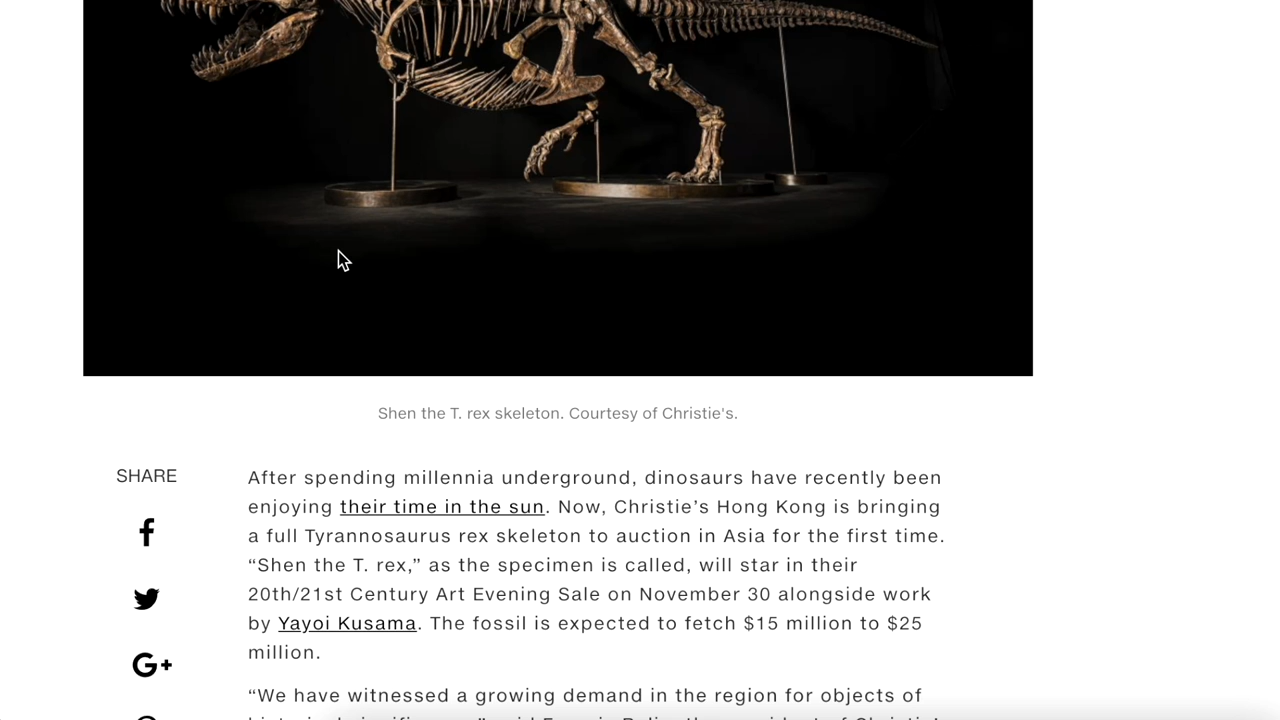 Shen the T. rex skeleton. Courtesy of Christie's.
SHARE
After spending millennia underground, dinosaurs have recently been
enjoying their time in the sun. Now, Christie’s Hong Kong is bringing
a full Tyrannosaurus rex skeleton to auction in Asia for the first time.
“Shen the T. rex,” as the specimen is called, will star in their
20th/21st Century Art Evening Sale on November 30 alongside work
by Yayoi Kusama. The fossil is expected to fetch $15 million to $25
million.
“We have witnessed a growing demand in the region for objects of